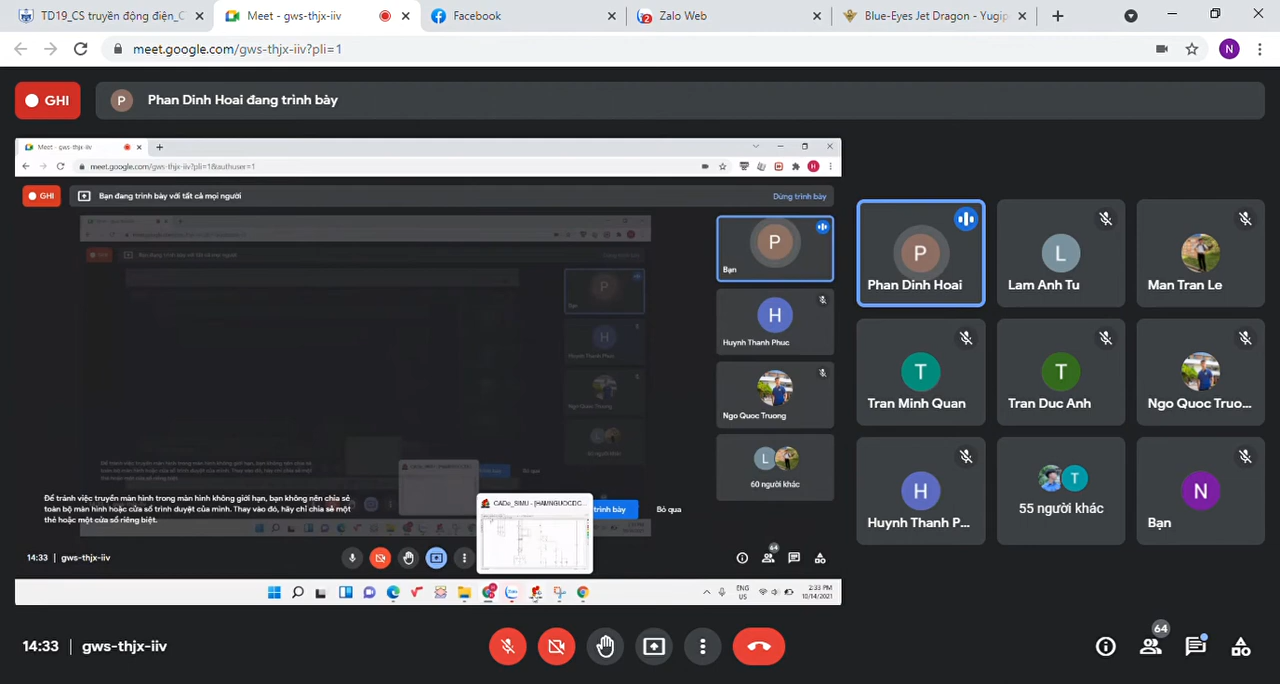 TD19_CS truyền động điện_C
Meet - gws-thjx-iiv
Facebook
2
Zalo Web
Blue-Eyes Jet Dragon - Yugip
meet.google.com/gws-thjx-iiv?pli=1
N
GHI
P
Phan Dinh Hoai đang trình bày
Meet - gws-thjx-iiv
meet.google.com/gws-thjx-iiv?pli=1&authuser=1
H
GHI
Bạn đang trình bày với tất cả mọi người
Dừng trình bày
P
Bạn
H
Huynh Thanh Phuc
Ngo Quoc Truong
L
60 người khác
Để tránh việc truyền màn hình trong màn hình không giới hạn, bạn không nên chia sẻ
toàn bộ màn hình hoặc cửa sổ trình duyệt của mình. Thay vào đó, hãy chỉ chia sẻ một
thẻ hoặc một cửa sổ riêng biệt.
CADe_SIMU - [HAMNGUOCDC...
trình bày
Bỏ qua
14:33 | gws-thjx-iiv
64
ENG
US
2:33 PM
10/14/2021
P
Phan Dinh Hoai
L
Lam Anh Tu
Man Tran Le
T
Tran Minh Quan
T
Tran Duc Anh
Ngo Quoc Truo...
H
Huynh Thanh P...
T
55 người khác
N
Bạn
14:33 | gws-thjx-iiv
64